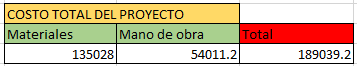 COSTO TOTAL DEL PROYECTO
Materiales Mano de obra Total
135028 54011.2 189039.2